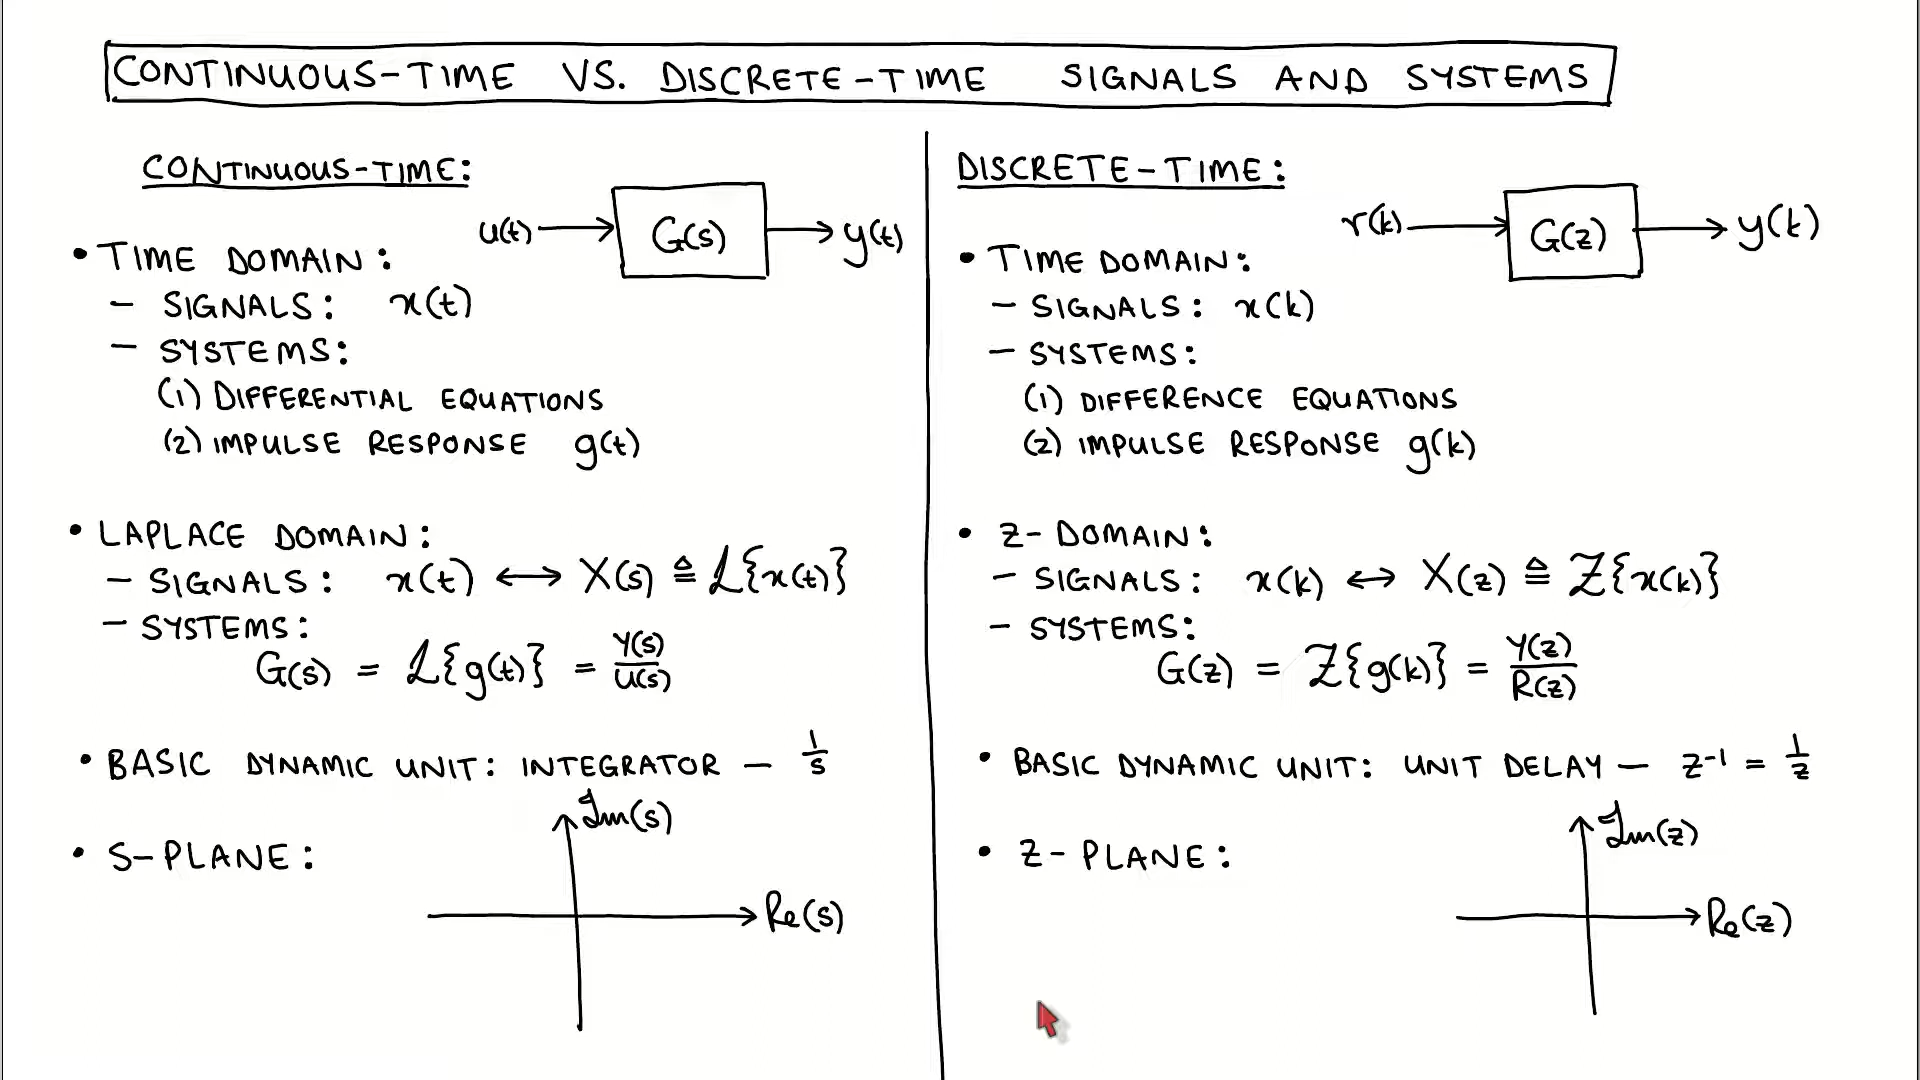 CONTINUOUS-TIME VS. DISCRETE-TIME SIGNALS AND SYSTEMS
CONTINUOUS-TIME:
u(t) → G(s) → y(t)
• TIME DOMAIN:
- SIGNALS: x(t)
- SYSTEMS:
(1) DIFFERENTIAL EQUATIONS
(2) IMPULSE RESPONSE g(t)
• LAPLACE DOMAIN:
- SIGNALS: x(t) ↔ X(s) ≜ ℒ{x(t)}
- SYSTEMS:
G(s) = ℒ{g(t)} = Y(s)/U(s)
• BASIC DYNAMIC UNIT: INTEGRATOR — 1/s
• S-PLANE:
Im(s)
Re(s)
DISCRETE-TIME:
r(k) → G(z) → y(k)
• TIME DOMAIN:
- SIGNALS: x(k)
- SYSTEMS:
(1) DIFFERENCE EQUATIONS
(2) IMPULSE RESPONSE g(k)
• Z-DOMAIN:
- SIGNALS: x(k) ↔ X(z) ≜ Z{x(k)}
- SYSTEMS:
G(z) = Z{g(k)} = Y(z)/R(z)
• BASIC DYNAMIC UNIT: UNIT DELAY — z⁻¹ = 1/z
• Z-PLANE:
Im(z)
Re(z)